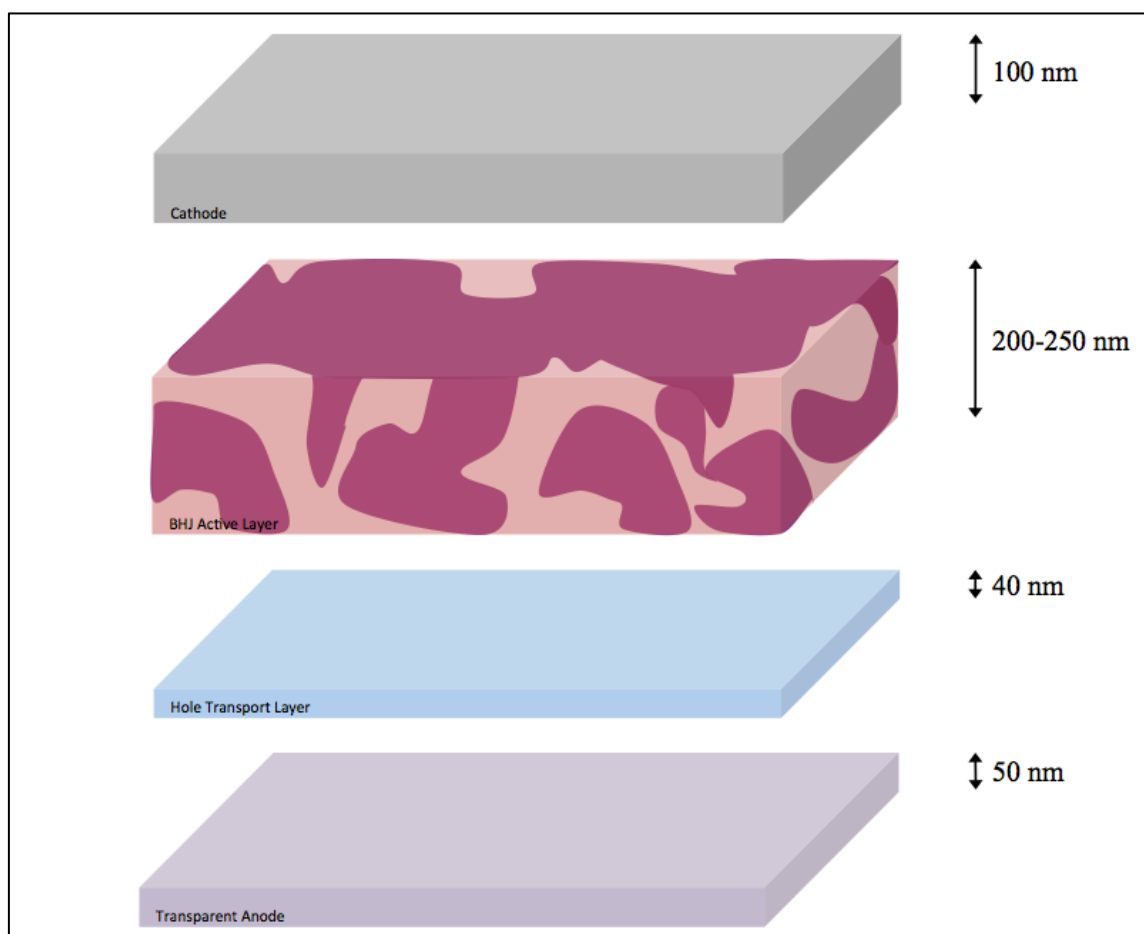 100 nm
Cathode
200-250 nm
BHJ Active Layer
40 nm
Hole Transport Layer
50 nm
Transparent Anode